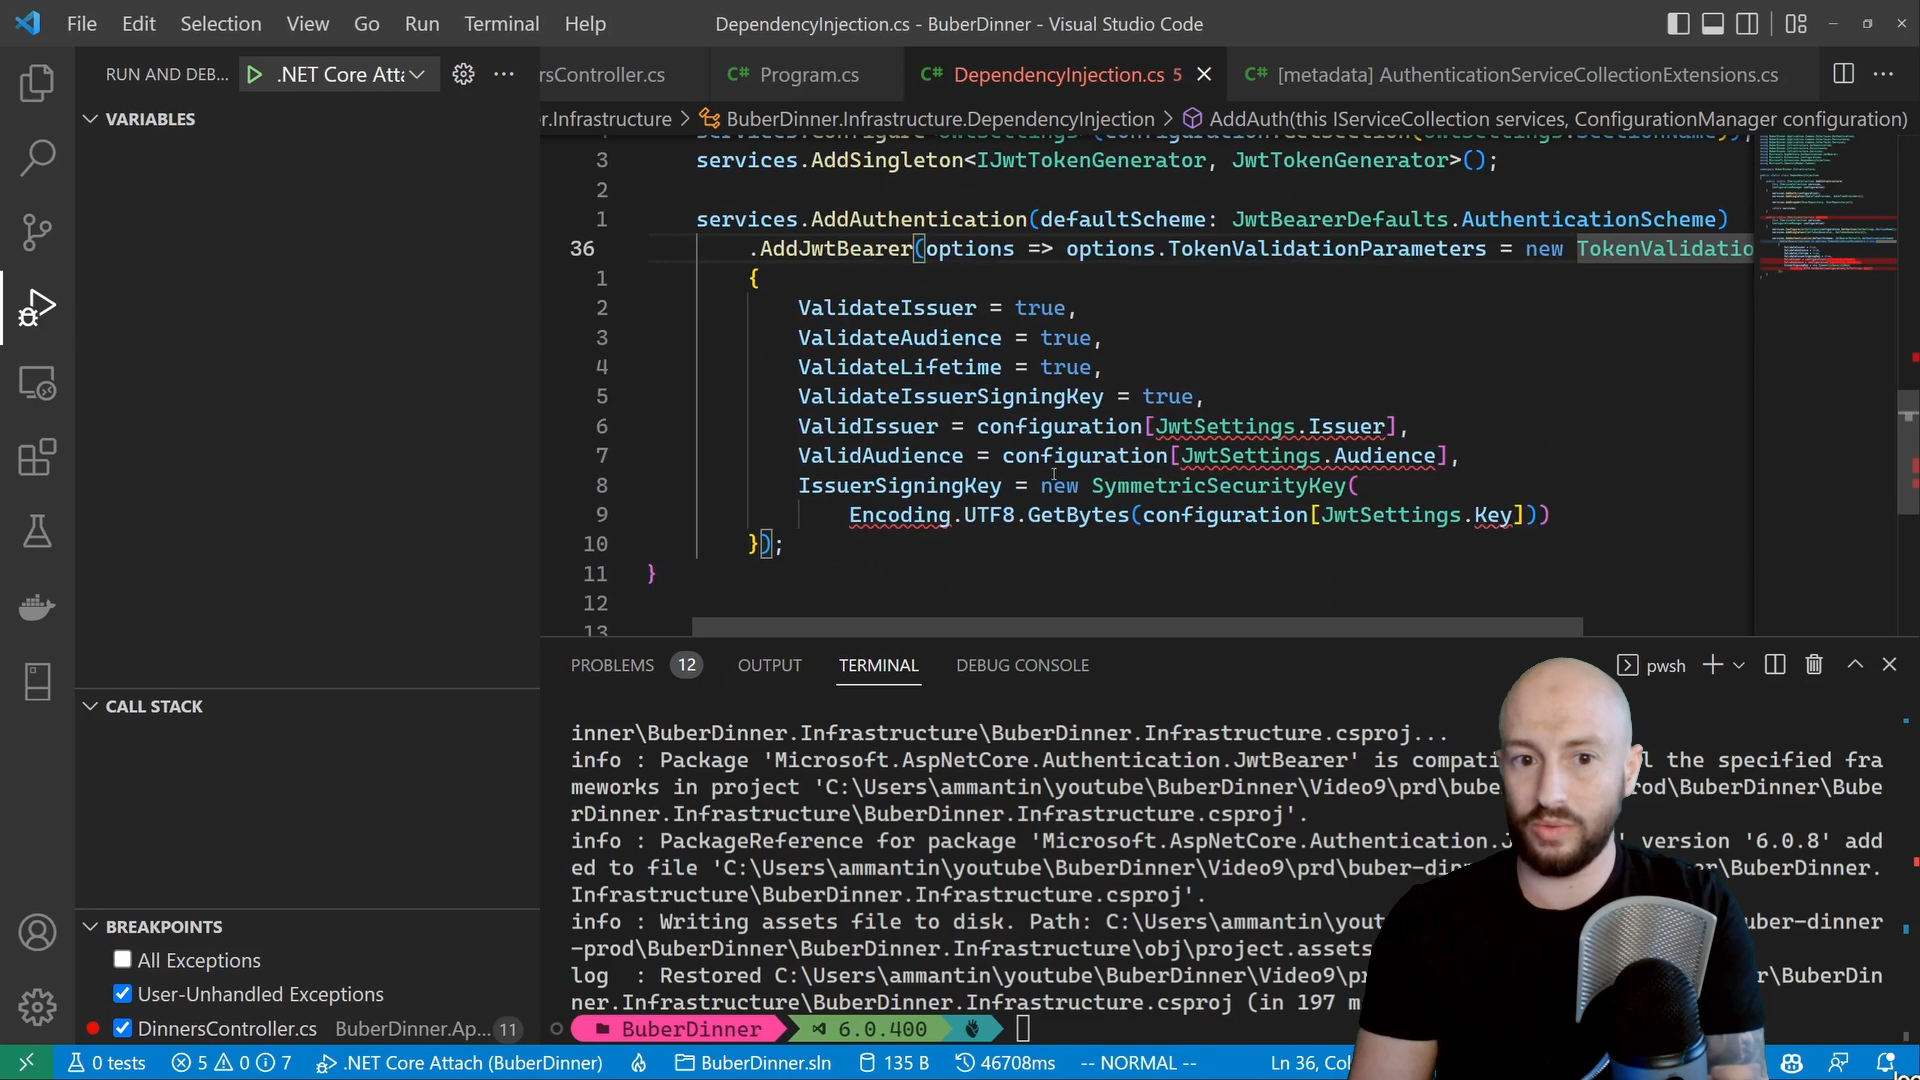 File Edit Selection View Go Run Terminal Help DependencyInjection.cs - BuberDinner - Visual Studio Code
RUN AND DEB... .NET Core Atta rsController.cs Program.cs DependencyInjection.cs 5 [metadata] AuthenticationServiceCollectionExtensions.cs
er.Infrastructure > BuberDinner.Infrastructure.DependencyInjection > AddAuth(this IServiceCollection services, ConfigurationManager configuration)
VARIABLES
3 services.AddSingleton<IJwtTokenGenerator, JwtTokenGenerator>();
2
1 services.AddAuthentication(defaultScheme: JwtBearerDefaults.AuthenticationScheme)
36 .AddJwtBearer(options => options.TokenValidationParameters = new TokenValidatio
1 {
2 ValidateIssuer = true,
3 ValidateAudience = true,
4 ValidateLifetime = true,
5 ValidateIssuerSigningKey = true,
6 ValidIssuer = configuration[JwtSettings.Issuer],
7 ValidAudience = configuration[JwtSettings.Audience],
8 IssuerSigningKey = new SymmetricSecurityKey(
9 Encoding.UTF8.GetBytes(configuration[JwtSettings.Key]))
10 });
11 }
12
13
CALL STACK
BREAKPOINTS
All Exceptions
User-Unhandled Exceptions
DinnersController.cs BuberDinner.Ap... 11
PROBLEMS 12 OUTPUT TERMINAL DEBUG CONSOLE pwsh
inner\BuberDinner.Infrastructure\BuberDinner.Infrastructure.csproj...
info : Package 'Microsoft.AspNetCore.Authentication.JwtBearer' is compati l the specified fra
meworks in project 'C:\Users\ammantin\youtube\BuberDinner\Video9\prd\bube rod\BuberDinner\Bube
rDinner.Infrastructure\BuberDinner.Infrastructure.csproj'.
info : PackageReference for package 'Microsoft.AspNetCore.Authentication.J ' version '6.0.8' add
ed to file 'C:\Users\ammantin\youtube\BuberDinner\Video9\prd\buber-din ner\BuberDinner.
Infrastructure\BuberDinner.Infrastructure.csproj'.
info : Writing assets file to disk. Path: C:\Users\ammantin\yout uber-dinner
-prod\BuberDinner\BuberDinner.Infrastructure\obj\project.assets
log : Restored C:\Users\ammantin\youtube\BuberDinner\Video9\pr r\BuberDin
ner.Infrastructure\BuberDinner.Infrastructure.csproj (in 197 m
BuberDinner 6.0.400
0 tests 5 0 7 .NET Core Attach (BuberDinner) BuberDinner.sln 135 B 46708ms -- NORMAL -- Ln 36, Col